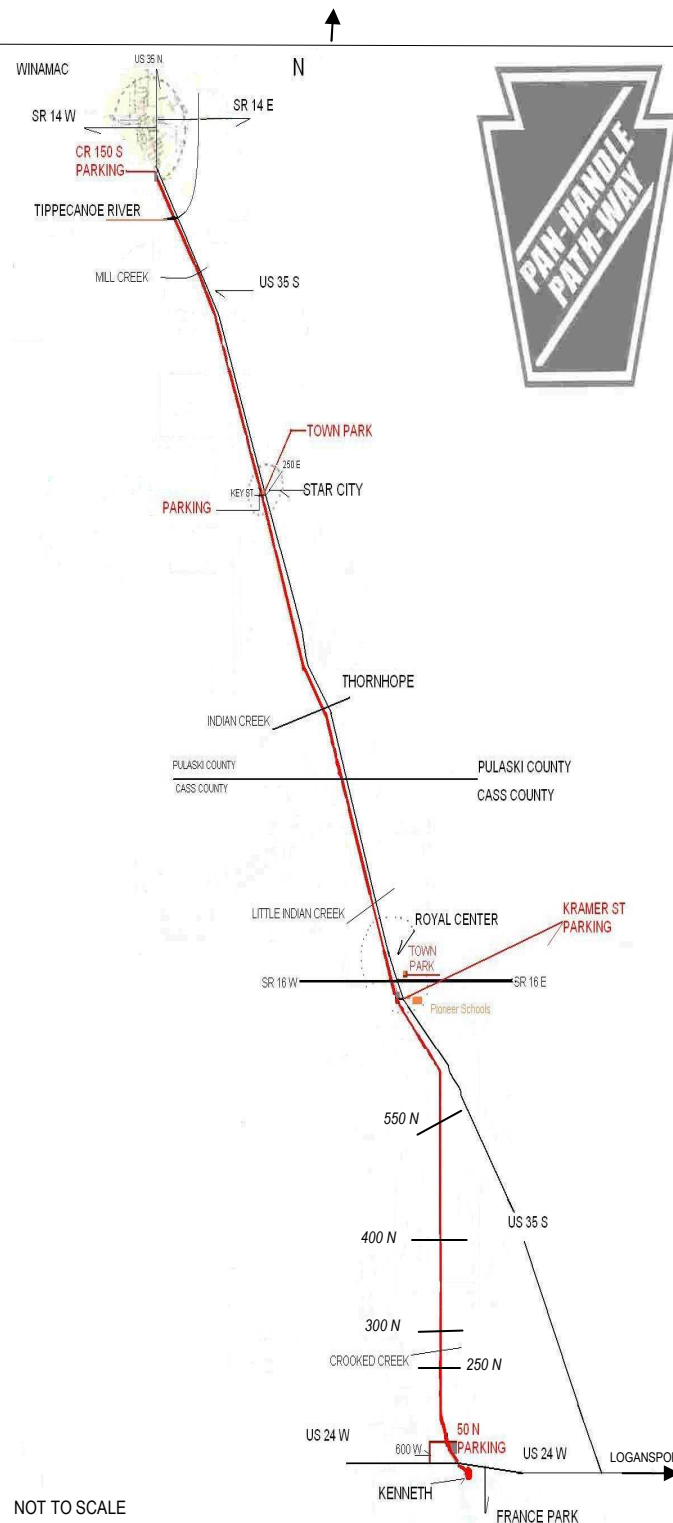 WINAMAC
US 35 N
N
SR 14 W
SR 14 E
CR 150 S
PARKING
TIPPECANOE RIVER
MILL CREEK
US 35 S
PAN-HANDLE
PATH-WAY
TOWN PARK
250 E
KEY ST
STAR CITY
PARKING
THORNHOPE
INDIAN CREEK
PULASKI COUNTY
PULASKI COUNTY
CASS COUNTY
CASS COUNTY
LITTLE INDIAN CREEK
ROYAL CENTER
KRAMER ST
PARKING
TOWN
PARK
SR 16 W
SR 16 E
Pioneer Schools
550 N
US 35 S
400 N
300 N
CROOKED CREEK
250 N
US 24 W
50 N
PARKING
600 W
US 24 W
LOGANSPO
KENNETH
FRANCE PARK
NOT TO SCALE